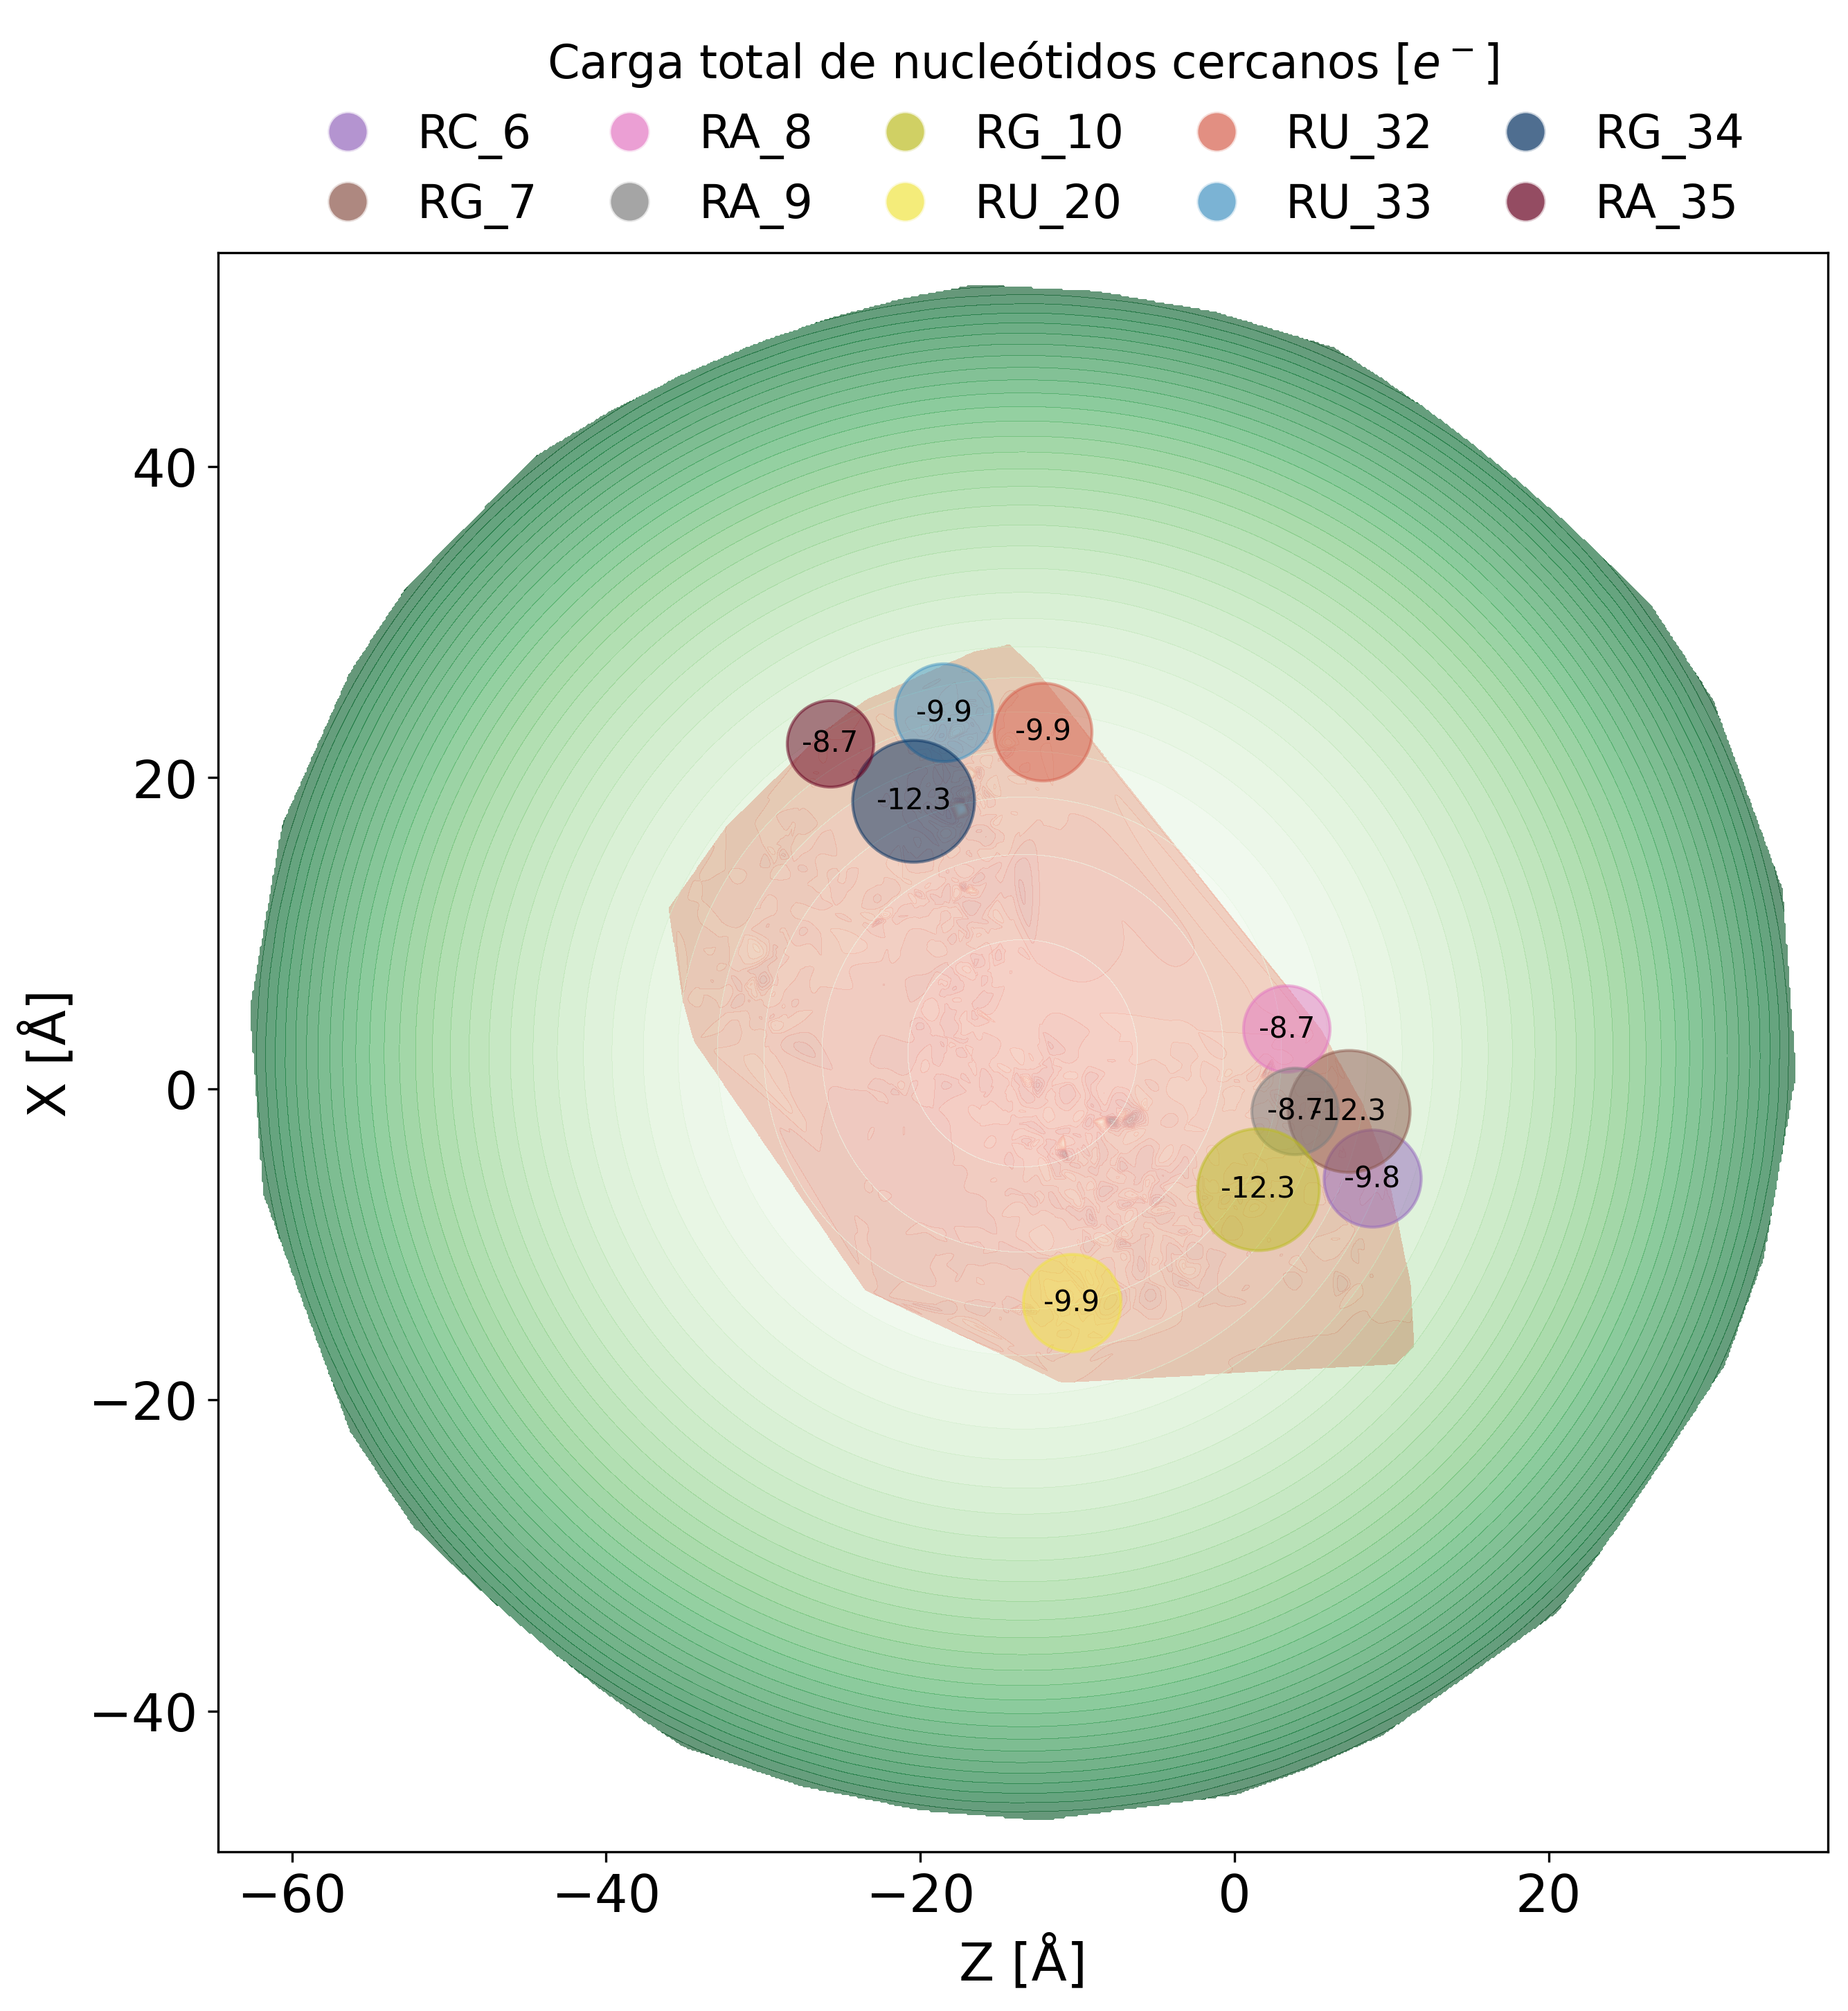 Carga total de nucleótidos cercanos [e⁻]
RC_6 RA_8 RG_10 RU_32 RG_34
RG_7 RA_9 RU_20 RU_33 RA_35
40
20
0
−20
−40
X [Å]
-9.9
-9.9
-8.7
-12.3
-8.7
-8.7
-12.3
-9.8
-12.3
-9.9
−60 −40 −20 0 20
Z [Å]